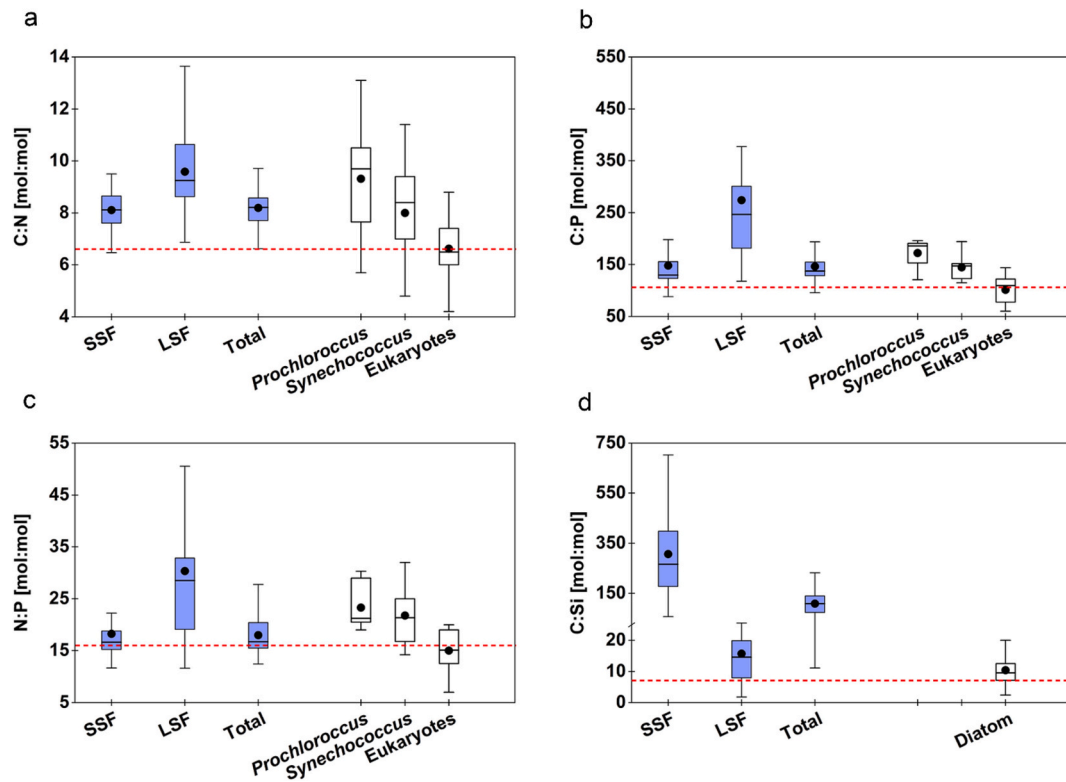 a
C:N [mol:mol]
14
12
10
8
6
4
SSF
LSF
Total
Prochloroccus
Synechococcus
Eukaryotes
b
C:P [mol:mol]
550
450
350
250
150
50
SSF
LSF
Total
Prochloroccus
Synechococcus
Eukaryotes
c
N:P [mol:mol]
55
45
35
25
15
5
SSF
LSF
Total
Prochloroccus
Synechococcus
Eukaryotes
d
C:Si [mol:mol]
750
550
350
150
20
10
0
SSF
LSF
Total
Diatom